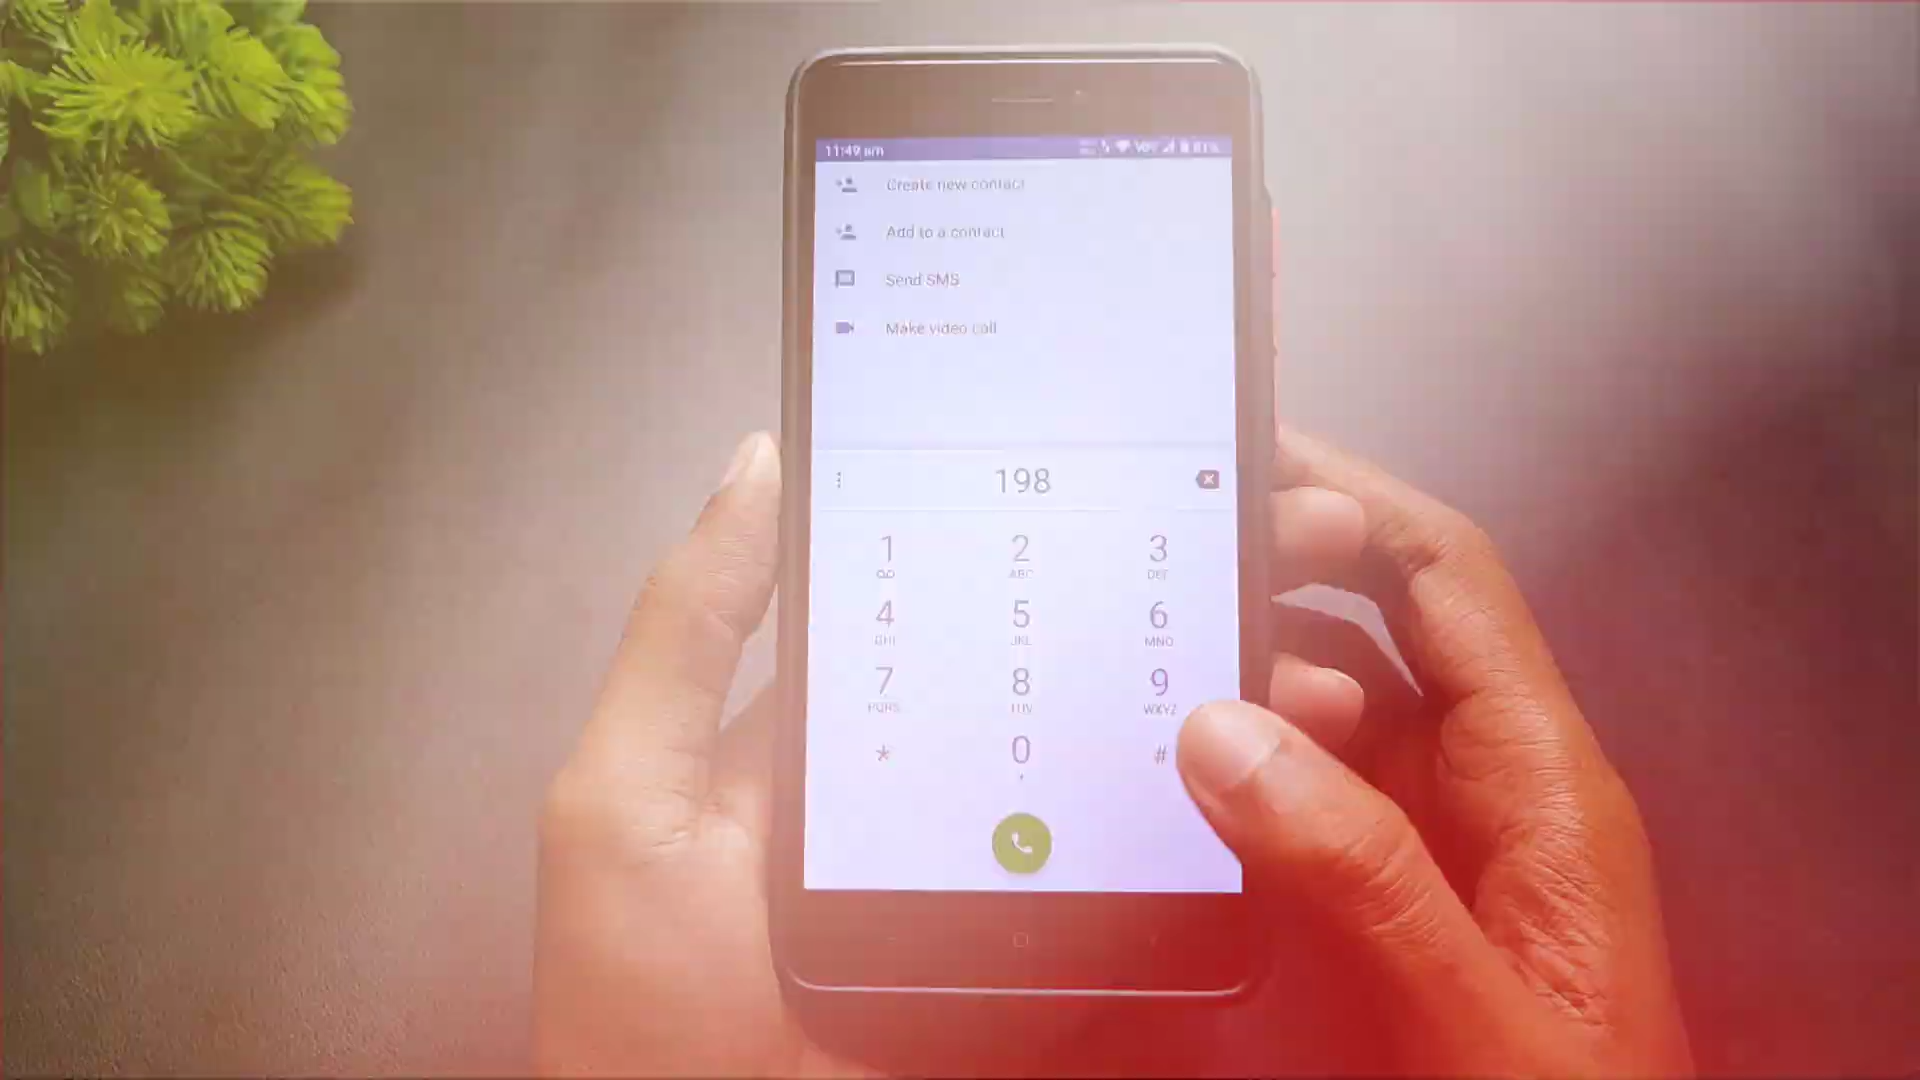 11:49 am
Create new contact
Add to a contact
Send SMS
Make video call
198
1
2
ABC
3
DEF
4
GHI
5
JKL
6
MNO
7
PQRS
8
TUV
9
WXYZ
*
0
#